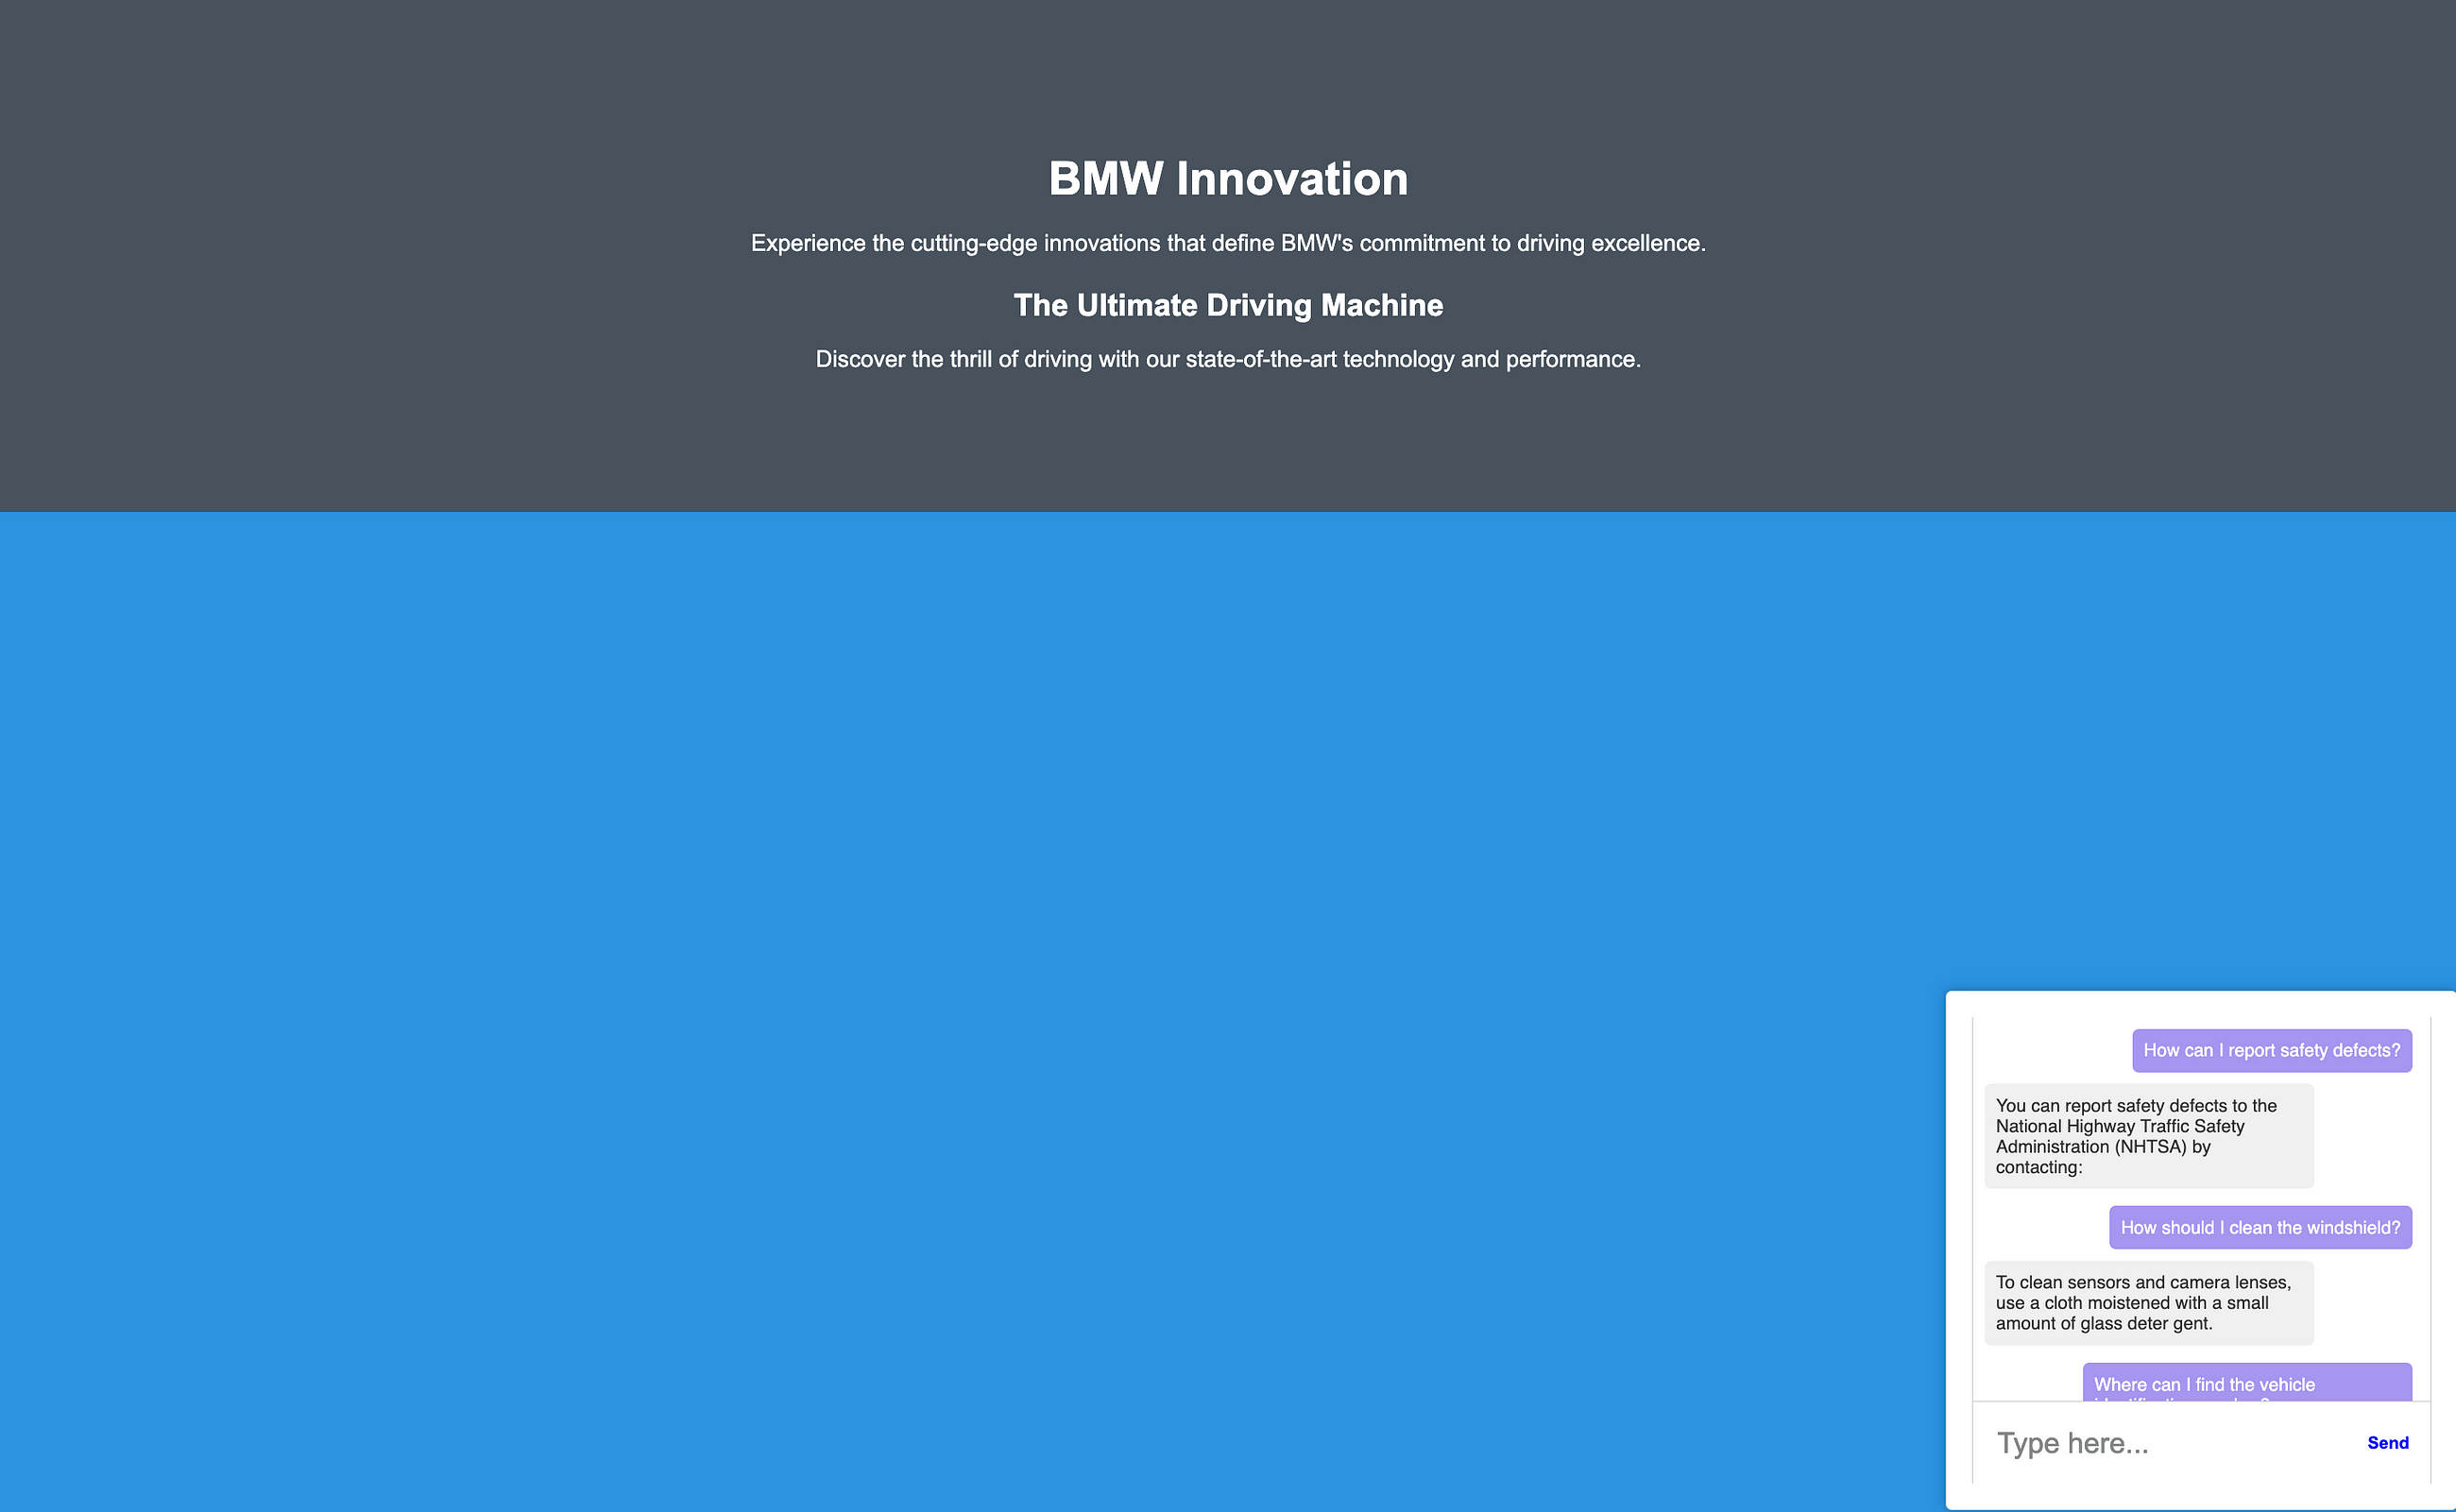 BMW Innovation
Experience the cutting-edge innovations that define BMW's commitment to driving excellence.
The Ultimate Driving Machine
Discover the thrill of driving with our state-of-the-art technology and performance.
How can I report safety defects?
You can report safety defects to the
National Highway Traffic Safety
Administration (NHTSA) by
contacting:
How should I clean the windshield?
To clean sensors and camera lenses,
use a cloth moistened with a small
amount of glass deter gent.
Where can I find the vehicle
Type here...
Send